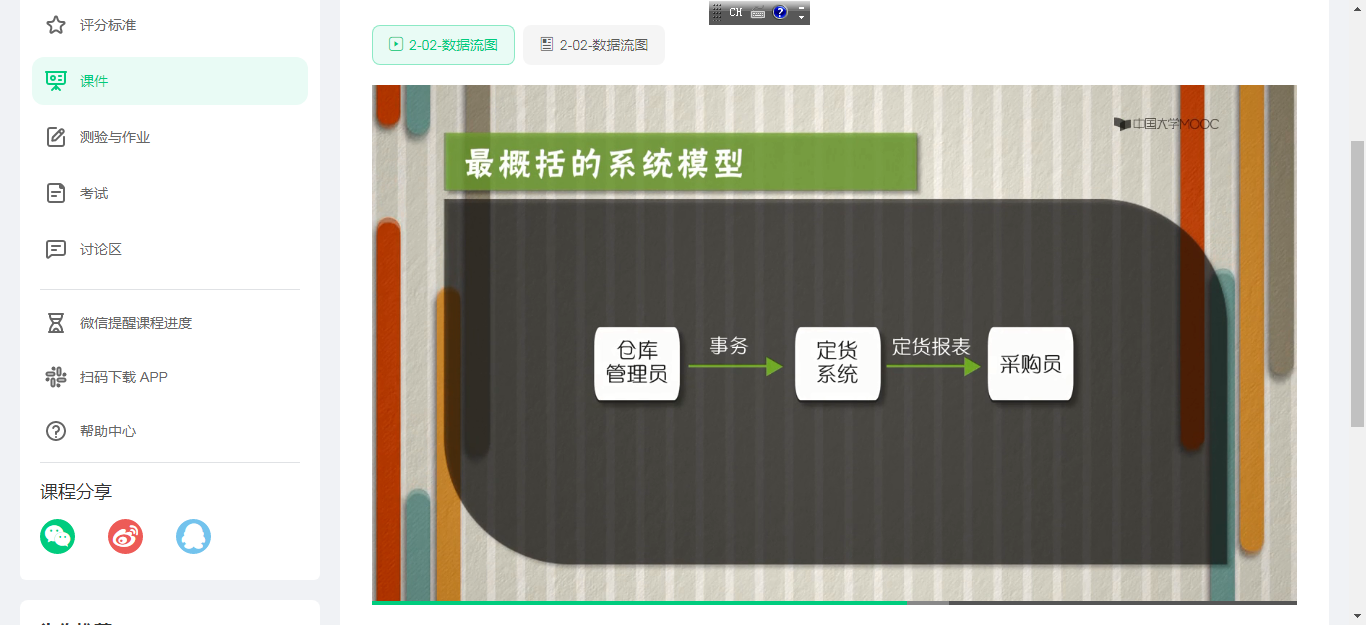 评分标准
课件
测验与作业
考试
讨论区
微信提醒课程进度
扫码下载 APP
帮助中心
课程分享
CH
2-02-数据流图
2-02-数据流图
中国大学MOOC
最概括的系统模型
仓库
管理员
事务
定货
系统
定货报表
采购员